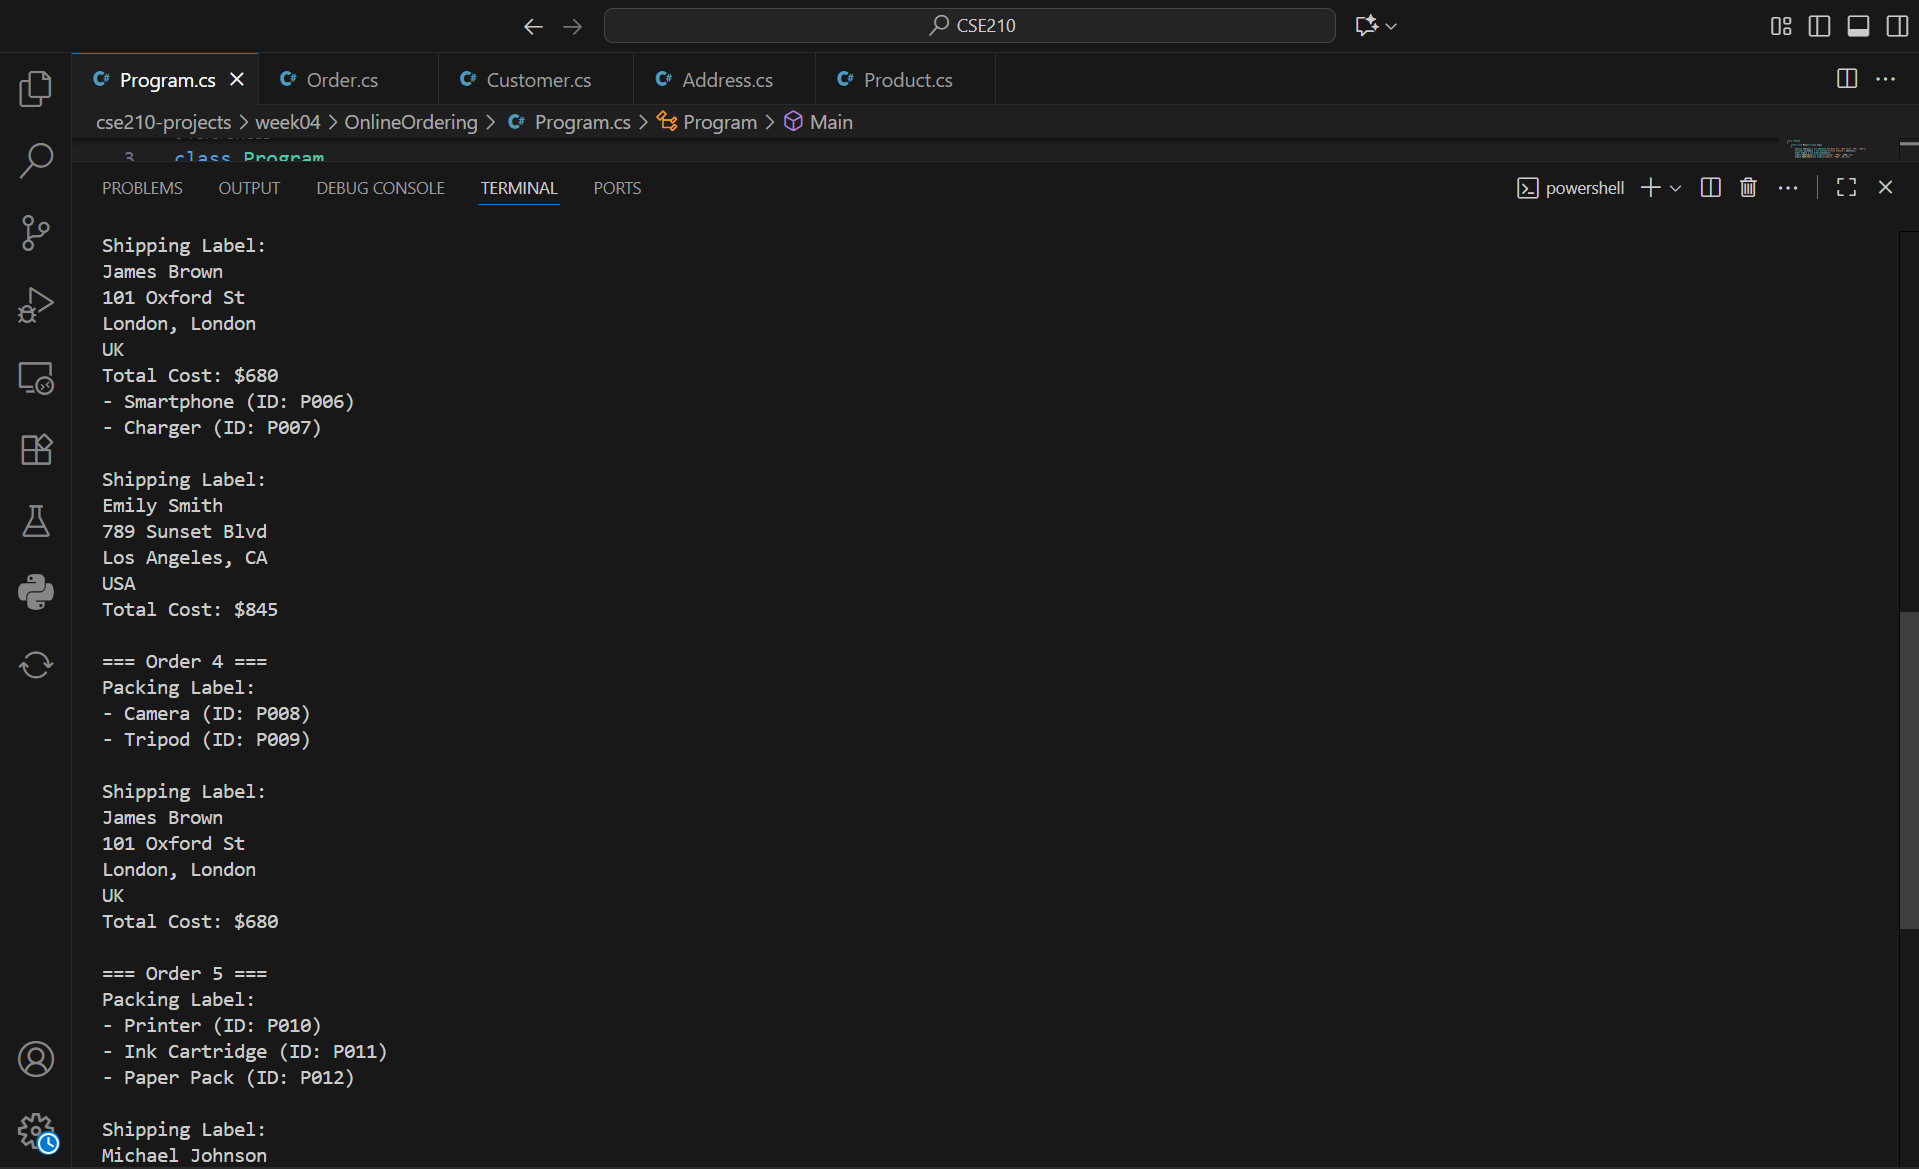 CSE210
Program.cs
Order.cs
Customer.cs
Address.cs
Product.cs
cse210-projects > week04 > OnlineOrdering > Program.cs > Program > Main
3 class Program
PROBLEMS OUTPUT DEBUG CONSOLE TERMINAL PORTS
powershell
Shipping Label:
James Brown
101 Oxford St
London, London
UK
Total Cost: $680
- Smartphone (ID: P006)
- Charger (ID: P007)
Shipping Label:
Emily Smith
789 Sunset Blvd
Los Angeles, CA
USA
Total Cost: $845
=== Order 4 ===
Packing Label:
- Camera (ID: P008)
- Tripod (ID: P009)
Shipping Label:
James Brown
101 Oxford St
London, London
UK
Total Cost: $680
=== Order 5 ===
Packing Label:
- Printer (ID: P010)
- Ink Cartridge (ID: P011)
- Paper Pack (ID: P012)
Shipping Label:
Michael Johnson